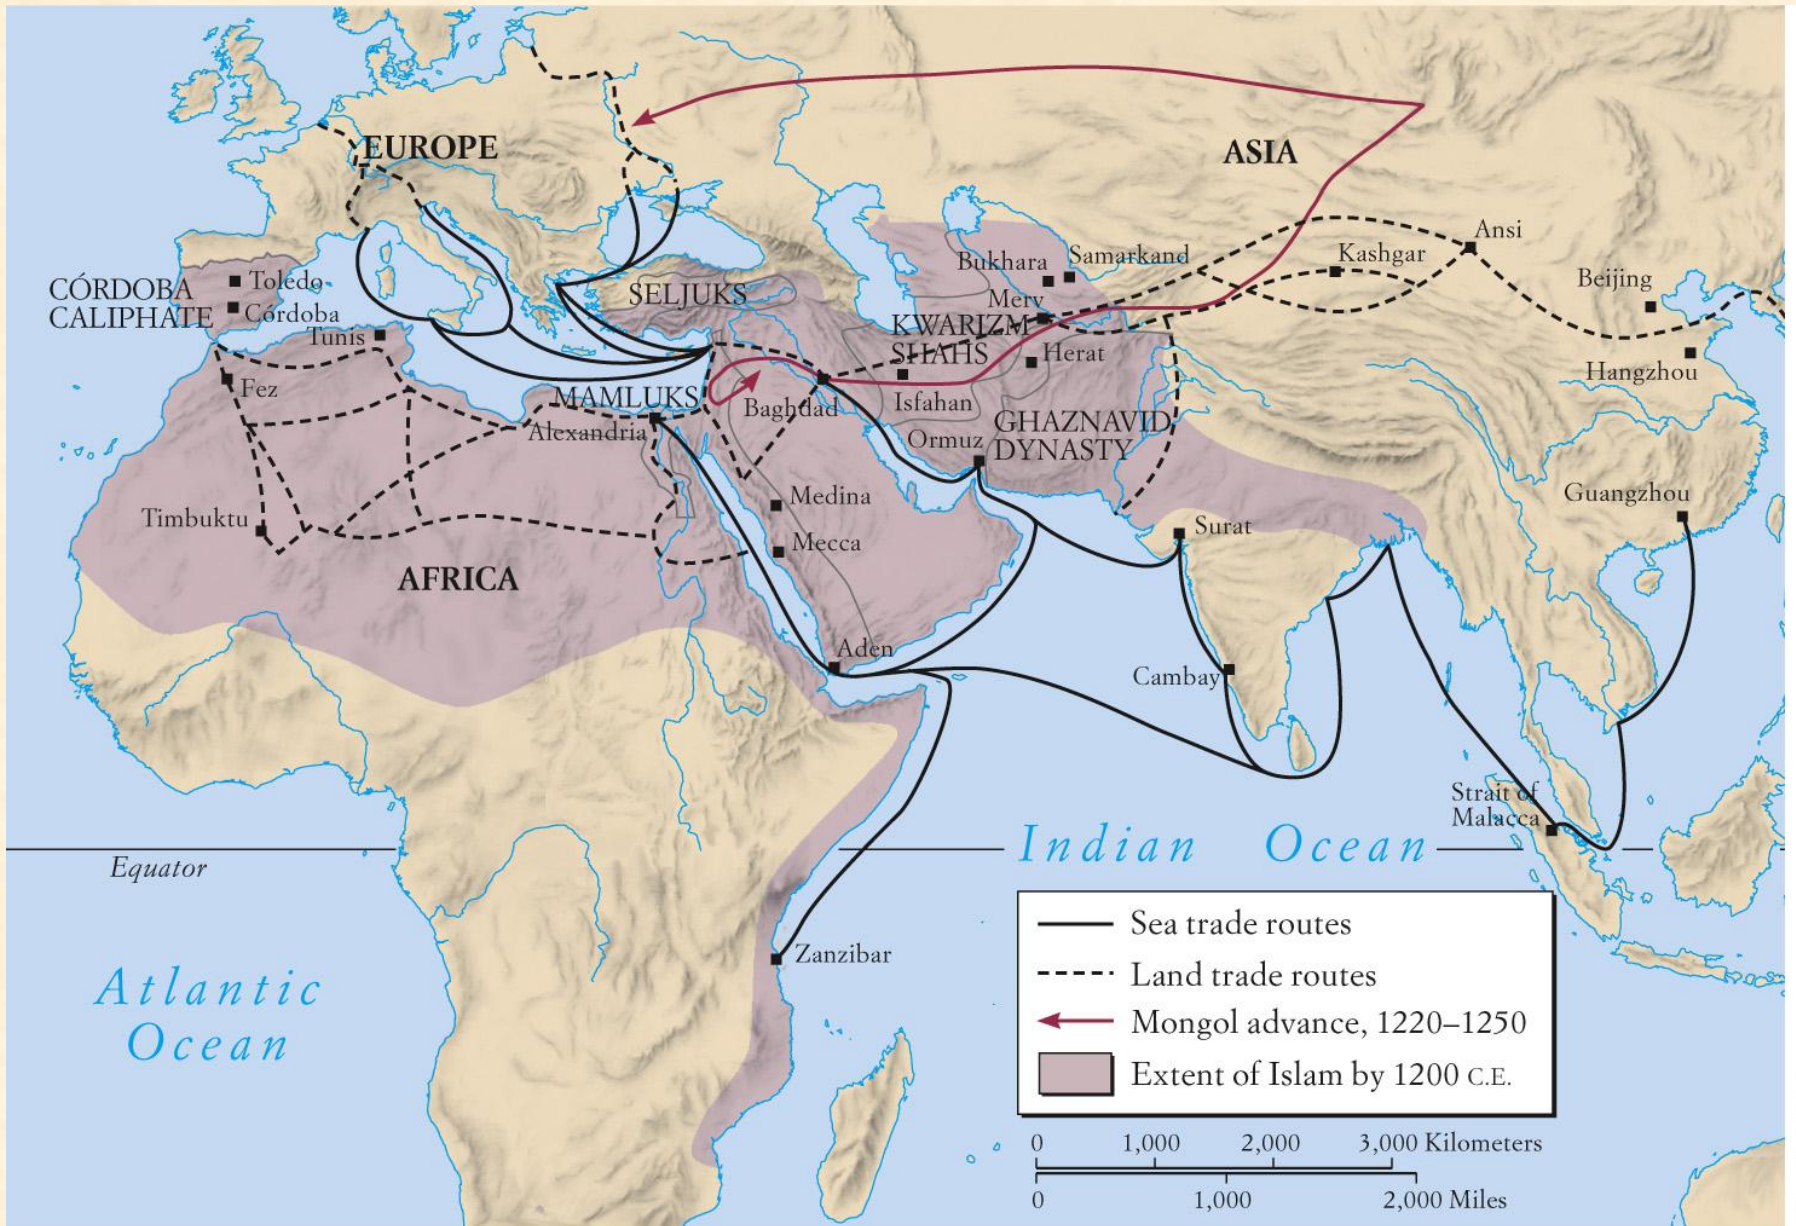 EUROPE
ASIA
Ansi
Kashgar
Samarkand
Bukhara
Beijing
CÓRDOBA
CALIPHATE
Toledo
Córdoba
SELJUKS
Merv
KWARIZM
SHAHS
Tunis
Herat
Hangzhou
Fez
MAMLUKS
Baghdad
Isfahan
Alexandria
Ormuz
GHAZNAVID
DYNASTY
Medina
Guangzhou
Timbuktu
Surat
Mecca
AFRICA
Aden
Cambay
Strait of
Malacca
Indian Ocean
Equator
Zanzibar
Atlantic
Ocean
Sea trade routes
Land trade routes
Mongol advance, 1220–1250
Extent of Islam by 1200 C.E.
0 1,000 2,000 3,000 Kilometers
0 1,000 2,000 Miles